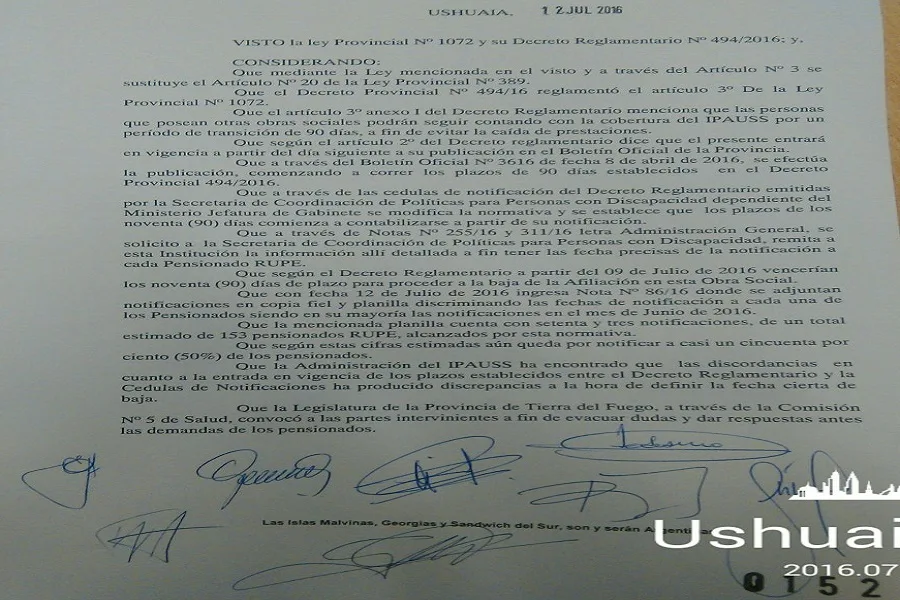 USHUAIA, 12 JUL 2016
VISTO la ley Provincial Nº 1072 y su Decreto Reglamentario Nº 494/2016; y,
CONSIDERANDO:
Que mediante la Ley mencionada en el visto y a través del Artículo Nº 3 se
sustituye el Artículo Nº 20 de la Ley Provincial Nº 389.
Que el Decreto Provincial Nº 494/16 reglamentó el artículo 3º De la Ley
Provincial Nº 1072.
Que el artículo 3º anexo I del Decreto Reglamentario menciona que las personas
que posean otras obras sociales podrán seguir contando con la cobertura del IPAUSS por un
período de transición de 90 días, a fin de evitar la caída de prestaciones.
Que según el artículo 2º del Decreto reglamentario dice que el presente entrará
en vigencia a partir del día siguiente a su publicación en el Boletín Oficial de la Provincia.
Que a través del Boletín Oficial Nº 3616 de fecha 8 de abril de 2016, se efectúa
la publicación, comenzando a correr los plazos de 90 días establecidos en el Decreto
Provincial 494/2016.
Que a través de las cedulas de notificación del Decreto Reglamentario emitidas
por la Secretaria de Coordinación de Políticas para Personas con Discapacidad dependiente del
Ministerio Jefatura de Gabinete se modifica la normativa y se establece que los plazos de los
noventa (90) días comienza a contabilizarse a partir de su notificación.
Que a través de Notas Nº 255/16 y 311/16 letra Administración General, se
solicito a la Secretaria de Coordinación de Políticas para Personas con Discapacidad, remita a
esta Institución la información allí detallada a fin tener las fecha precisas de la notificación a
cada Pensionado RUPE.
Que según el Decreto Reglamentario a partir del 09 de Julio de 2016 vencerían
los noventa (90) días de plazo para proceder a la baja de la Afiliación en esta Obra Social.
Que con fecha 12 de Julio de 2016 ingresa Nota Nº 86/16 donde se adjuntan
notificaciones en copia fiel y planilla discriminando las fechas de notificación a cada una de
los Pensionados siendo en su mayoría las notificaciones en el mes de Junio de 2016.
Que la mencionada planilla cuenta con setenta y tres notificaciones, de un total
estimado de 153 pensionados RUPE, alcanzados por esta normativa.
Que según estas cifras estimadas aún queda por notificar a casi un cincuenta por
ciento (50%) de los pensionados.
Que la Administración del IPAUSS ha encontrado que las discordancias en
cuanto a la entrada en vigencia de los plazos establecidos entre el Decreto Reglamentario y la
Cedulas de Notificaciones ha producido discrepancias a la hora de definir la fecha cierta de
baja.
Que la Legislatura de la Provincia de Tierra del Fuego, a través de la Comisión
Nº 5 de Salud, convocó a las partes intervinientes a fin de evacuar dudas y dar respuestas antes
las demandas de los pensionados.
Las Islas Malvinas, Georgias y Sandwich del Sur, son y serán
Ushuai
2016.07
0152